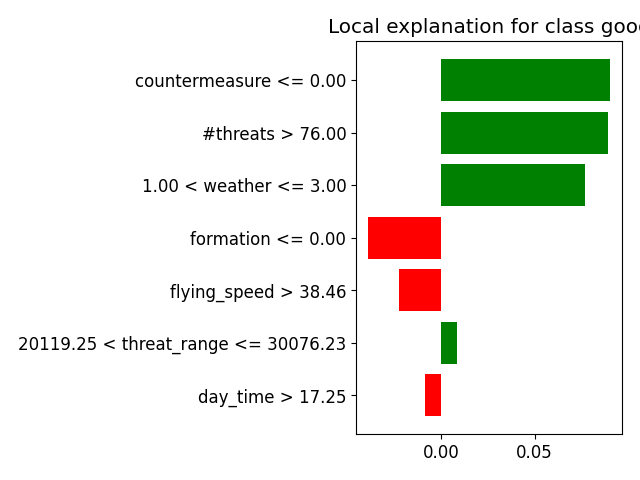 Local explanation for class good
countermeasure <= 0.00
#threats > 76.00
1.00 < weather <= 3.00
formation <= 0.00
flying_speed > 38.46
20119.25 < threat_range <= 30076.23
day_time > 17.25
0.00 0.05